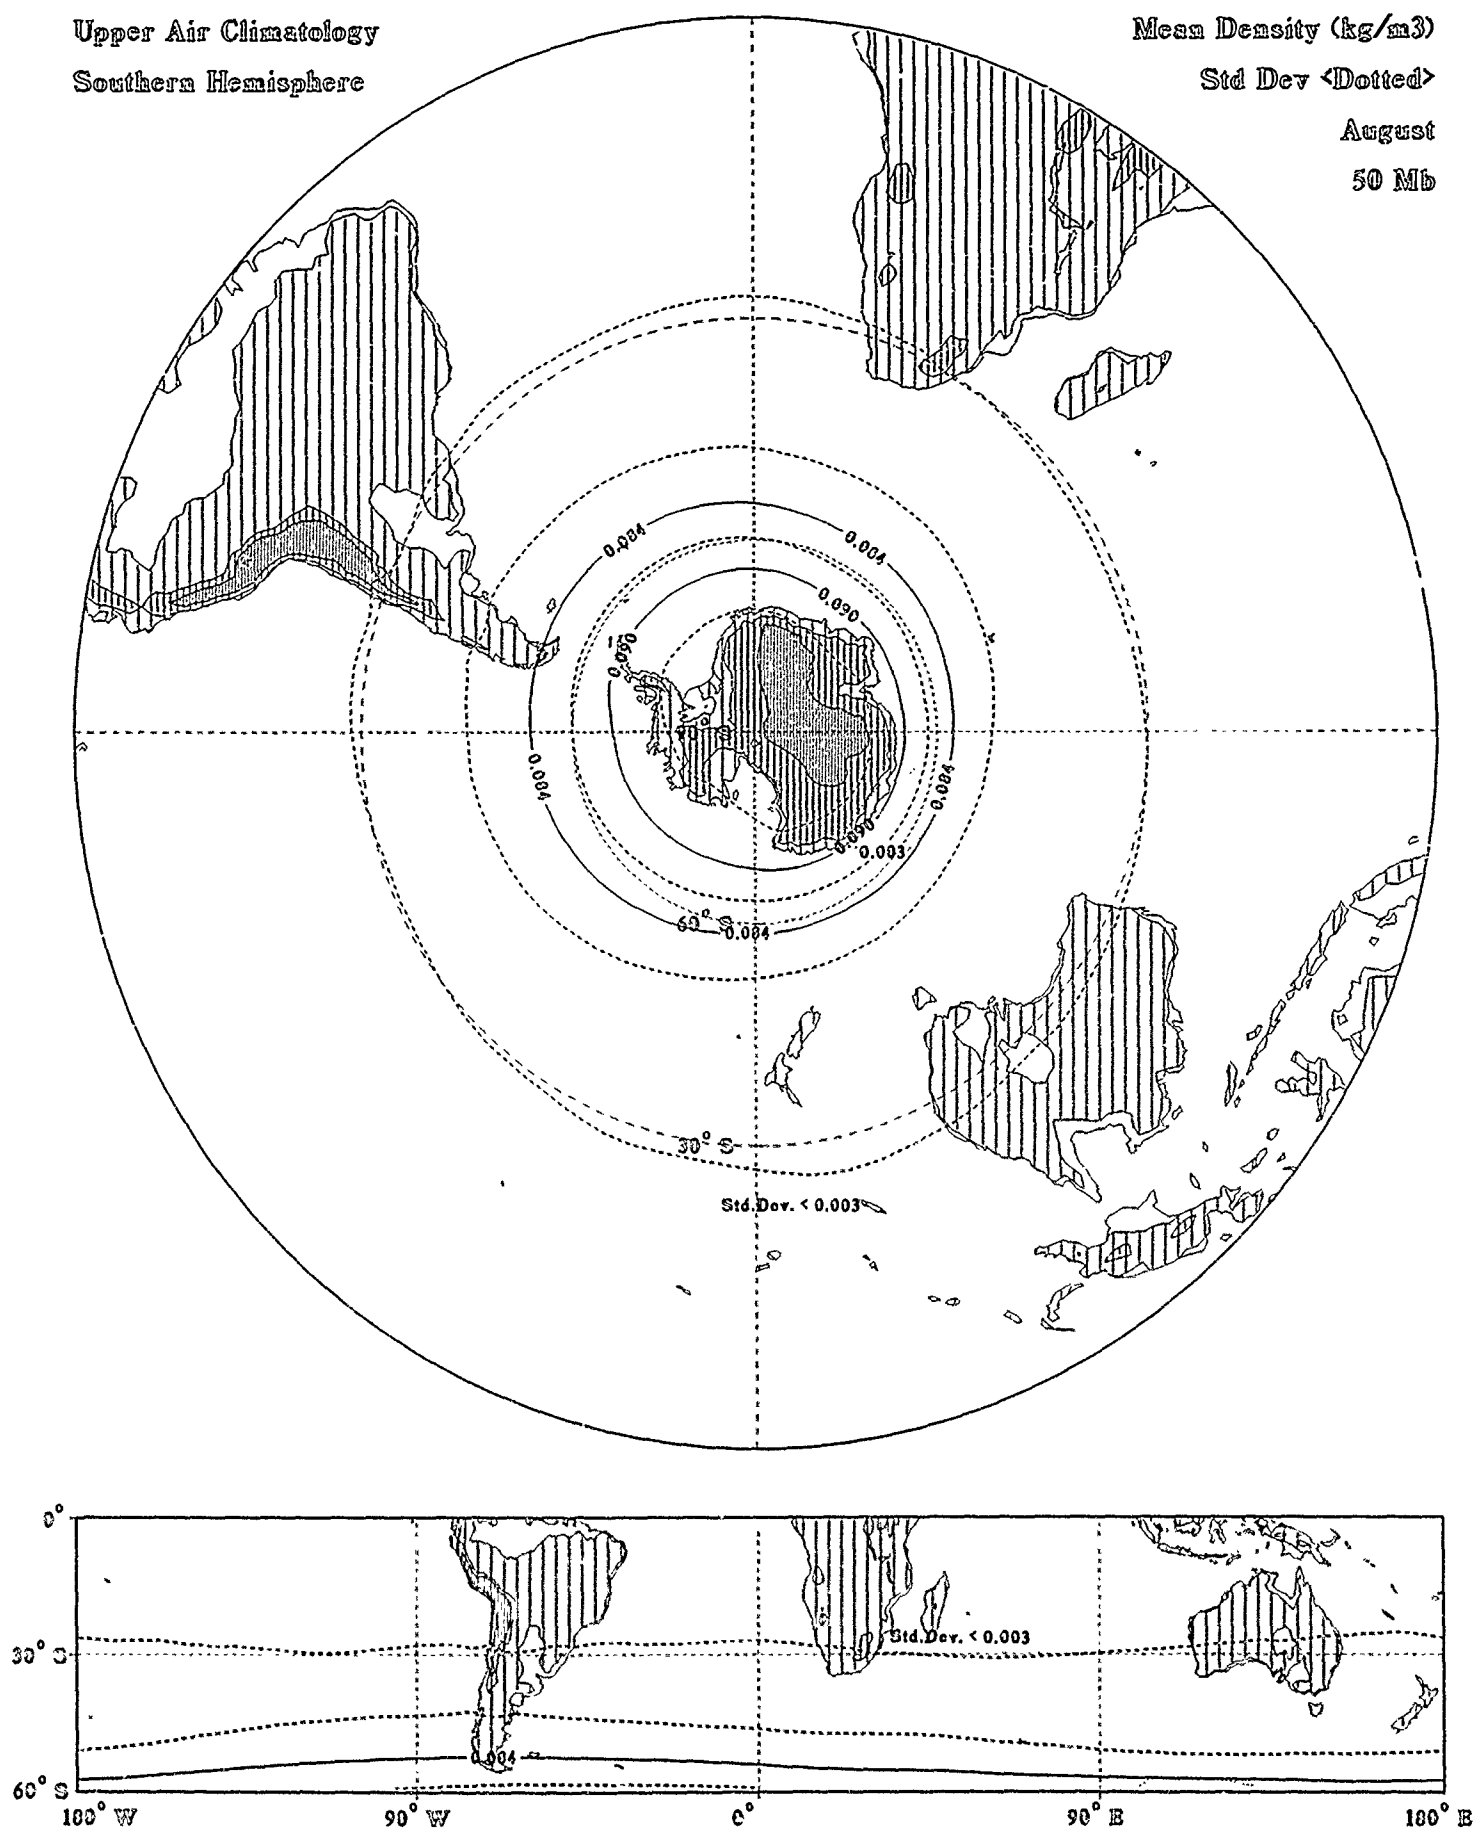 Upper Air Climatology
Southern Hemisphere
Mean Density (kg/m3)
Std Dev <Dotted>
August
50 Mb
0.084
0.084
0.090
0.090
S
0.084
0.084
0.090
0.003
60° S
0.084
30° S
Std.Dev. < 0.003
0°
Std.Dev. < 0.003
30° S
0.084
60° S
180° W
90° W
0°
90° E
180° E